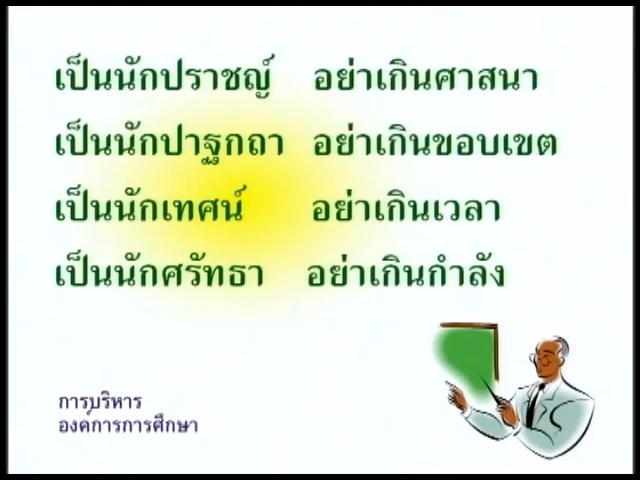 เป็นนักปราชญ์ อย่าเกินศาสนา
เป็นนักปาฐกถา อย่าเกินขอบเขต
เป็นนักเทศน์ อย่าเกินเวลา
เป็นนักศรัทธา อย่าเกินกำลัง
การบริหาร
องค์การการศึกษา